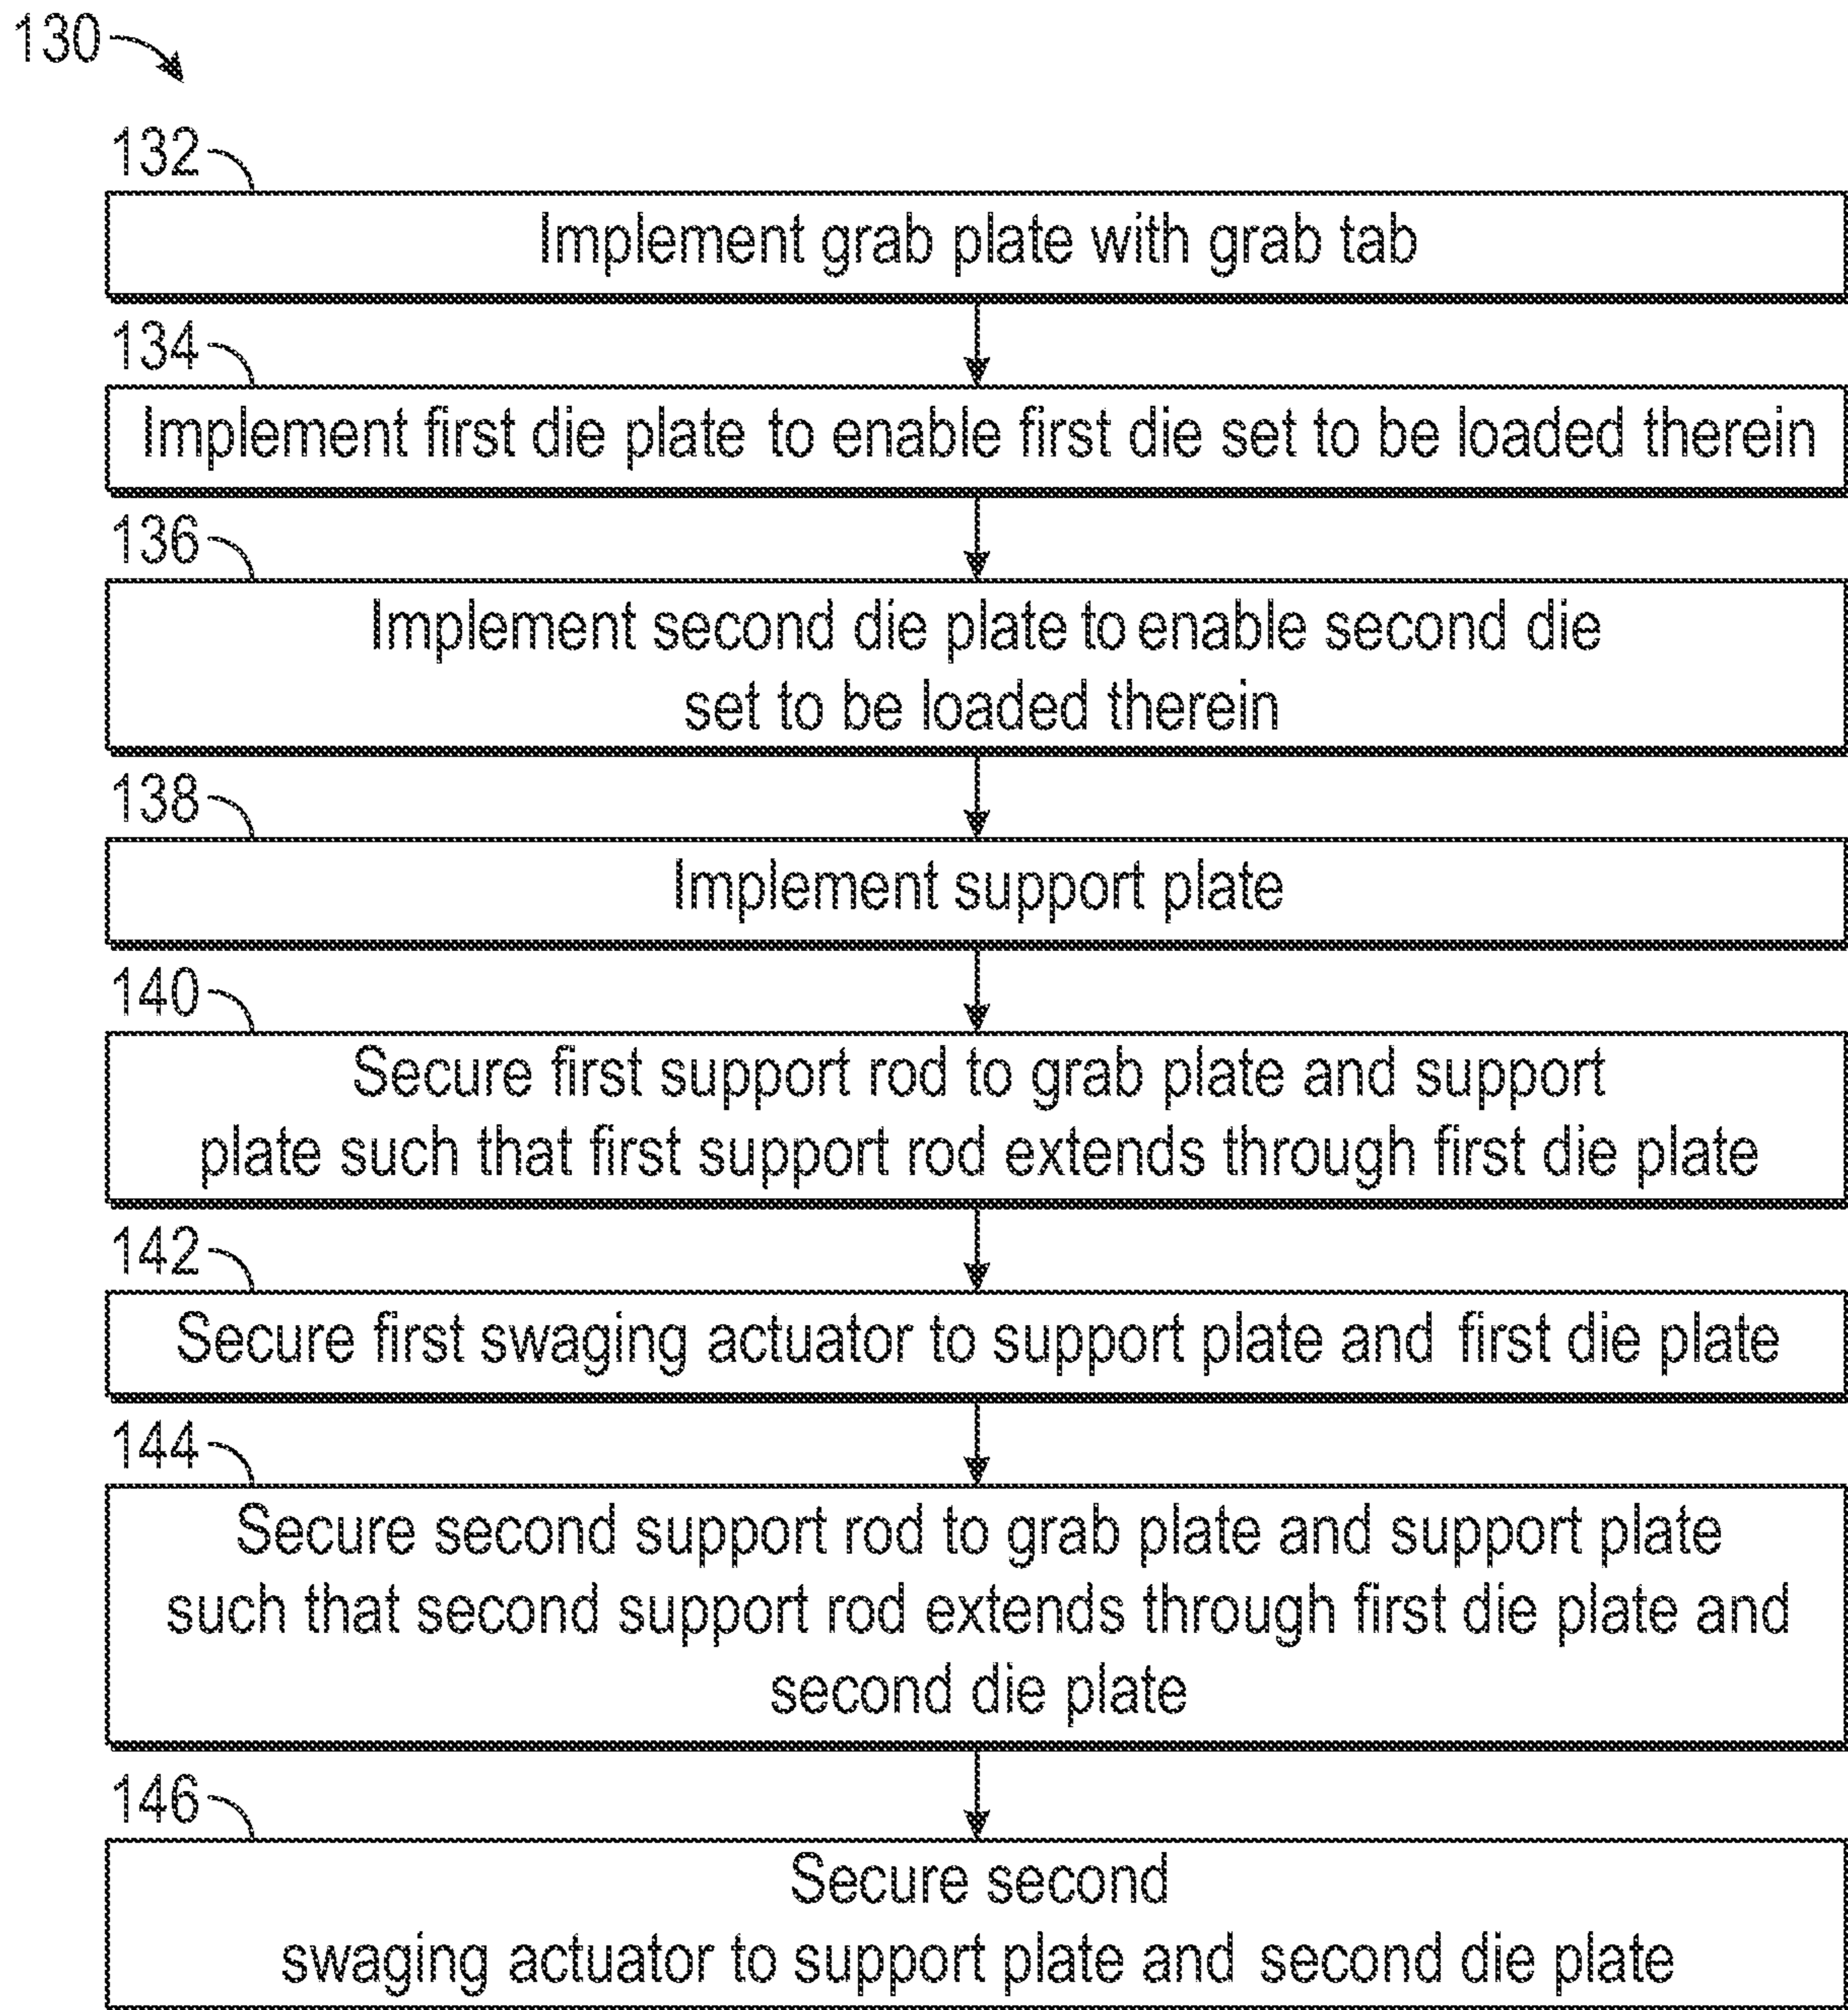 130
132
Implement grab plate with grab tab
134
Implement first die plate to enable first die set to be loaded therein
136
Implement second die plate to enable second die
set to be loaded therein
138
Implement support plate
140
Secure first support rod to grab plate and support
plate such that first support rod extends through first die plate
142
Secure first swaging actuator to support plate and first die plate
144
Secure second support rod to grab plate and support plate
such that second support rod extends through first die plate and
second die plate
146
Secure second
swaging actuator to support plate and second die plate